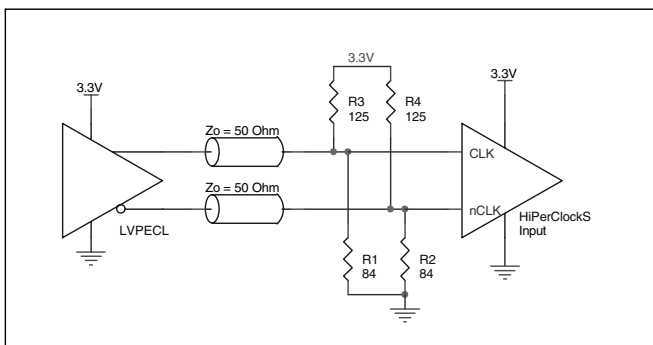 3.3V
3.3V
3.3V
R3
125
R4
125
Zo = 50 Ohm
CLK
Zo = 50 Ohm
nCLK
HiPerClockS
Input
LVPECL
R1
84
R2
84